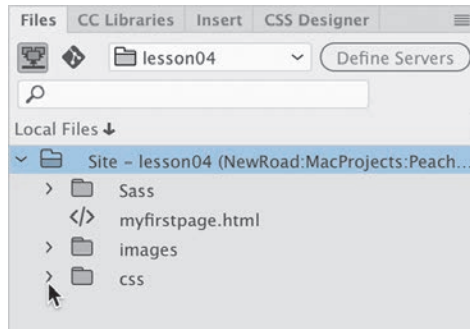 Files CC Libraries Insert CSS Designer
lesson04 Define Servers
Local Files
Site – lesson04 (NewRoad:MacProjects:Peach...
Sass
</> myfirstpage.html
images
css